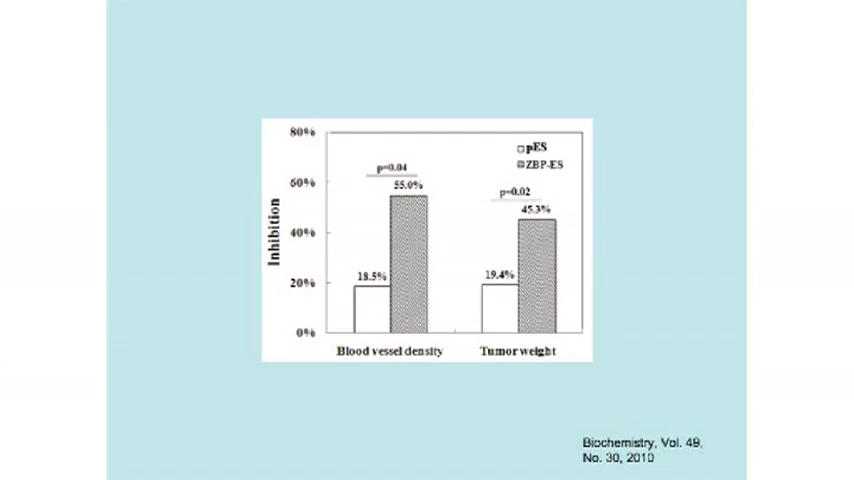 80%
pES
ZBP-ES
p=0.04
60%
55.0%
p=0.02
45.3%
40%
Inhibition
18.5%
19.4%
20%
0%
Blood vessel density
Tumor weight
Biochemistry, Vol. 49,
No. 30, 2010